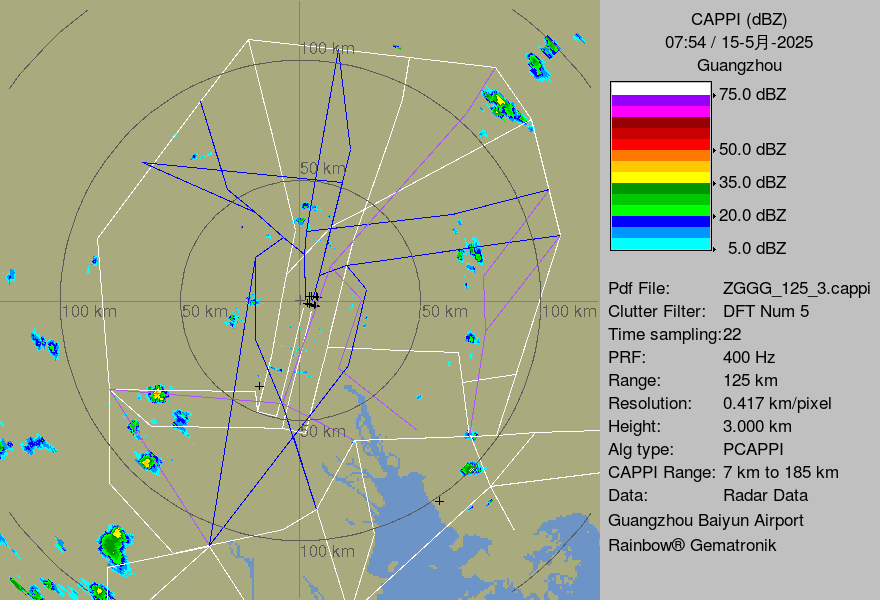 100 km
50 km
100 km
50 km
50 km
100 km
50 km
100 km
CAPPI (dBZ)
07:54 / 15-5月-2025
Guangzhou
75.0 dBZ
50.0 dBZ
35.0 dBZ
20.0 dBZ
5.0 dBZ
Pdf File: ZGGG_125_3.cappi
Clutter Filter: DFT Num 5
Time sampling:22
PRF: 400 Hz
Range: 125 km
Resolution: 0.417 km/pixel
Height: 3.000 km
Alg type: PCAPPI
CAPPI Range: 7 km to 185 km
Data: Radar Data
Guangzhou Baiyun Airport
Rainbow® Gematronik